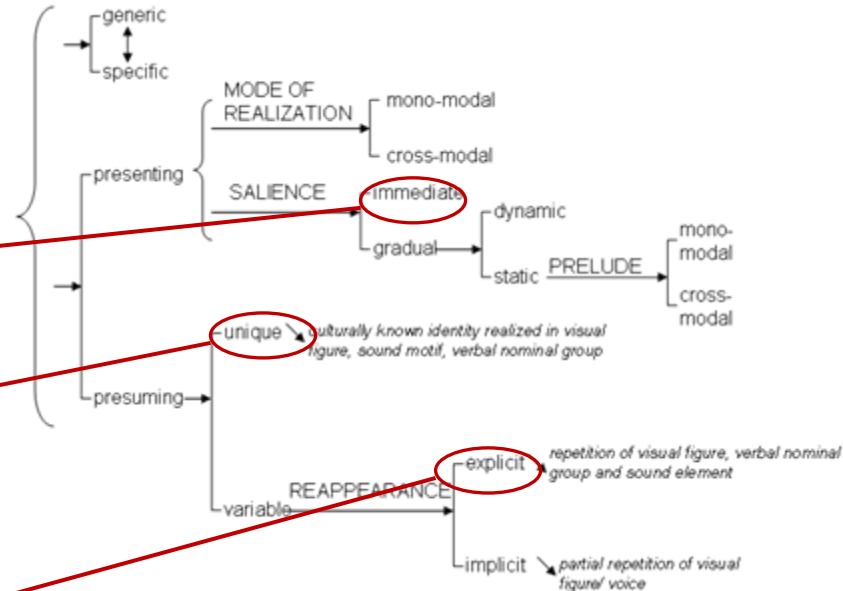 generic
specific
MODE OF
REALIZATION
mono-modal
cross-modal
presenting
SALIENCE
immediate
gradual
dynamic
static
PRELUDE
mono-
modal
cross-
modal
unique
culturally known identity realized in visual
figure, sound motif, verbal nominal group
presuming
explicit
repetition of visual figure, verbal nominal
group and sound element
REAPPEARANCE
variable
implicit
partial repetition of visual
figure/ voice